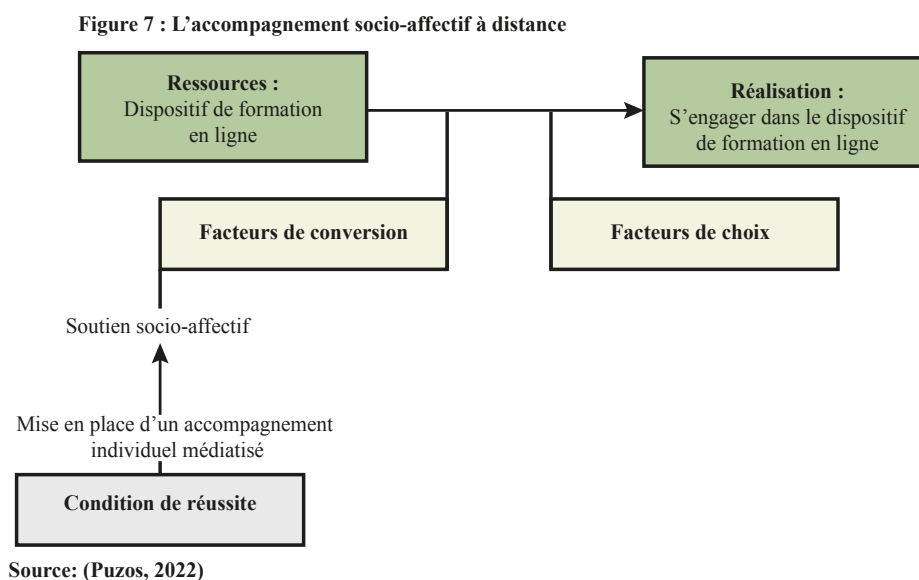 Figure 7 : L’accompagnement socio-affectif à distance
Ressources :
Dispositif de formation
en ligne
Réalisation :
S’engager dans le dispositif
de formation en ligne
Facteurs de conversion
Facteurs de choix
Soutien socio-affectif
Mise en place d’un accompagnement
individuel médiatisé
Condition de réussite
Source: (Puzos, 2022)